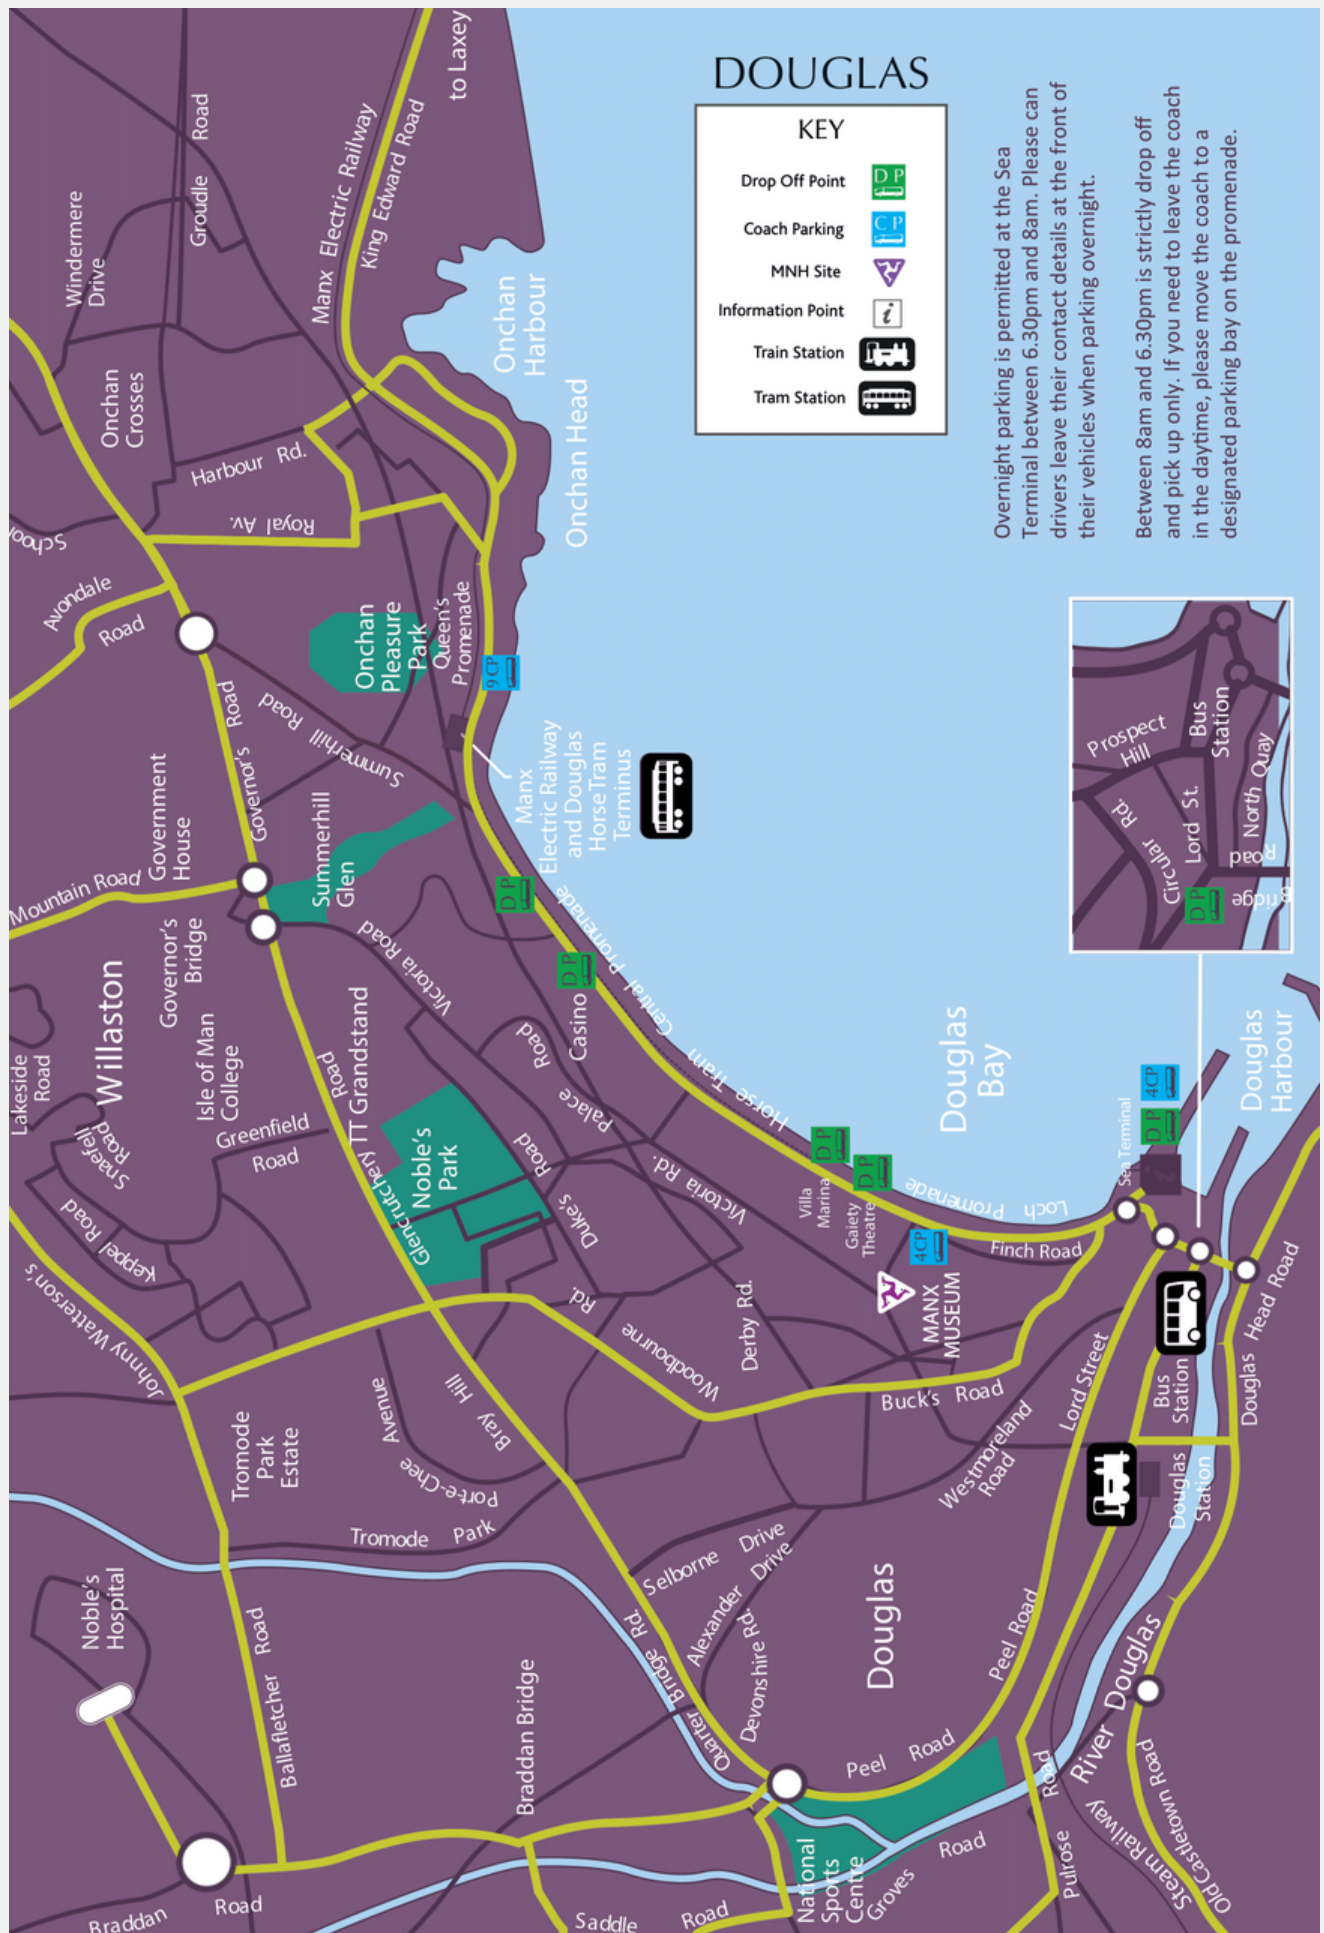 DOUGLAS
KEY
Drop Off Point
D P
Coach Parking
C P
MNH Site
Information Point
i
Train Station
Tram Station
Overnight parking is permitted at the Sea
Terminal between 6.30pm and 8am. Please can
drivers leave their contact details at the front of
their vehicles when parking overnight.
Between 8am and 6.30pm is strictly drop off
and pick up only. If you need to leave the coach
in the daytime, please move the coach to a
designated parking bay on the promenade.
to Laxey
Manx Electric Railway
King Edward Road
Groudle Road
Windermere
Drive
Onchan
Crosses
Harbour Rd.
Royal Av.
School
Avondale
Road
Onchan
Harbour
Onchan Head
Onchan
Pleasure
Park
Queen's
Promenade
9 CP
Governor's Road
Summerhill Road
Government
House
Summerhill
Glen
Mountain Road
Governor's
Bridge
Manx
Electric Railway
and Douglas
Horse Tram
Terminus
D P
D P
Casino
Central Promenade
Horse Tram
Victoria Road
Willaston
Lakeside
Road
Isle of Man
College
Snaefell
Road
Greenfield
Road
Keppel Road
TT Grandstand
Glencrutchery Road
Noble's
Park
Palace Road
Duke's Road
Victoria Rd.
Villa
Marina
D P
Gaiety
Theatre
D P
Loch Promenade
Douglas
Bay
4CP
MANX
MUSEUM
Finch Road
Sea Terminal
D P
4CP
i
Douglas
Harbour
Prospect
Hill
Bus
Station
Circular Rd.
Lord St.
North Quay
Bridge Road
D P
Johnny Watterson's
Tromode
Park
Estate
Avenue
Port-e-Chee
Bray Hill
Woodbourne Rd.
Derby Rd.
Buck's Road
Westmoreland
Road
Lord Street
Bus
Station
Douglas Head Road
Douglas
Station
Tromode Park
Noble's
Hospital
Ballafletcher Road
Braddan Bridge
Selborne Drive
Alexander Drive
Devonshire Rd.
Quarter Bridge Rd.
Douglas
Peel Road
Peel Road
River Douglas
Braddan Road
Saddle Road
National
Sports
Centre
Groves Road
Pulrose Road
Steam Railway
Old Castletown Road